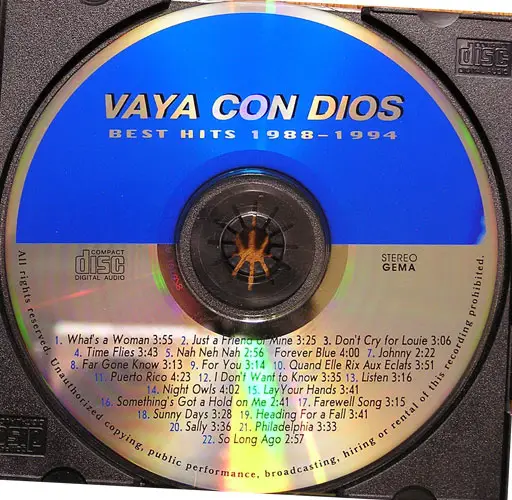 VAYA CON DIOS
BEST HITS 1988-1994
COMPACT
disc
DIGITAL AUDIO
STEREO
GEMA
disc
1. What's a Woman 3:55 2. Just a Friend of Mine 3:25 3. Don't Cry for Louie 3:06
4. Time Flies 3:43 5. Nah Neh Nah 2:56 Forever Blue 4:00 7. Johnny 2:22
8. Far Gone Know 3:13 9. For You 3:14 10. Quand Elle Rix Aux Eclafs 3:51
11. Puerto Rico 4:23 12. I Don't Want to Know 3:35 13. Listen 3:16
14. Night Owls 4:02 15. Lay Your Hands 3:41
16. Something's Got a Hold on Me 2:41 17. Farewell Song 3:15
18. Sunny Days 3:28 19. Heading For a Fall 3:41
20. Sally 3:36 21. Philadelphia 3:33
22. So Long Ago 2:57
All rights reserved. Unauthorized copying, public performance, broadcasting, hiring or rental of this recording prohibited.